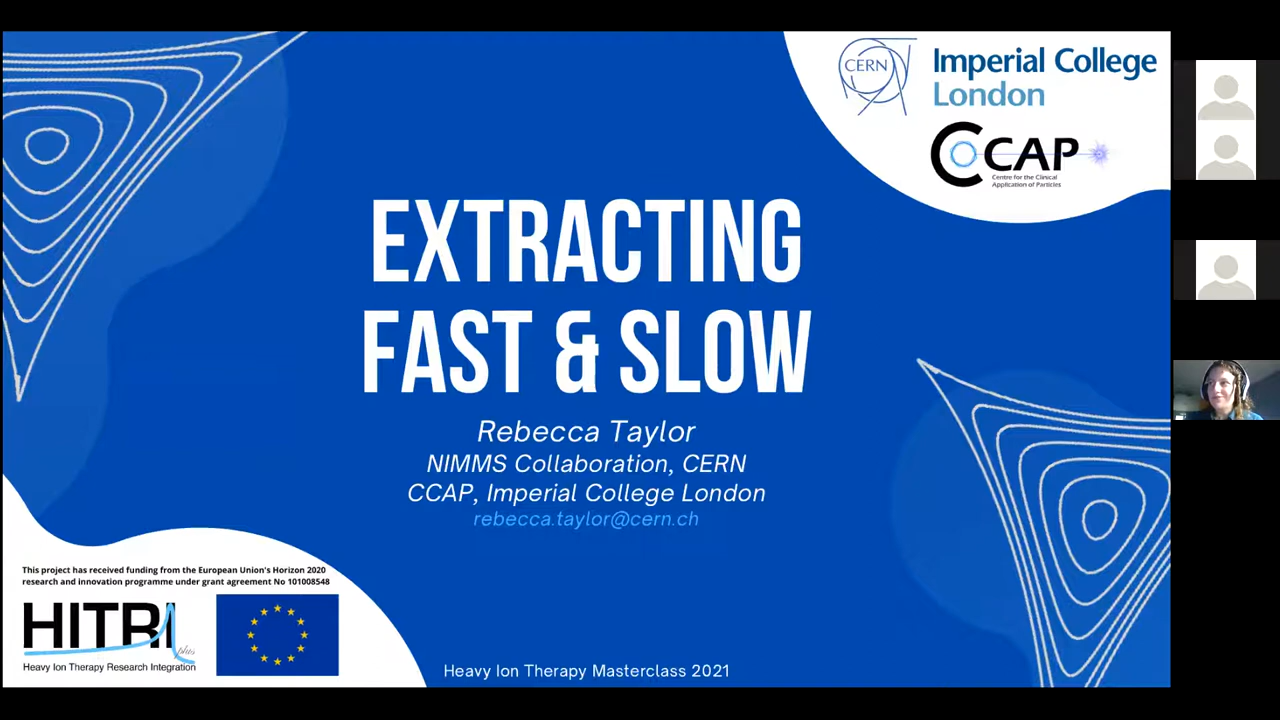 CERN
Imperial College
London
CCAP
Centre for the Clinical
Application of Particles
EXTRACTING
FAST & SLOW
Rebecca Taylor
NIMMS Collaboration, CERN
CCAP, Imperial College London
rebecca.taylor@cern.ch
This project has received funding from the European Union's Horizon 2020
research and innovation programme under grant agreement No 101008548
HITRI
plus
Heavy Ion Therapy Research Integration
Heavy Ion Therapy Masterclass 2021